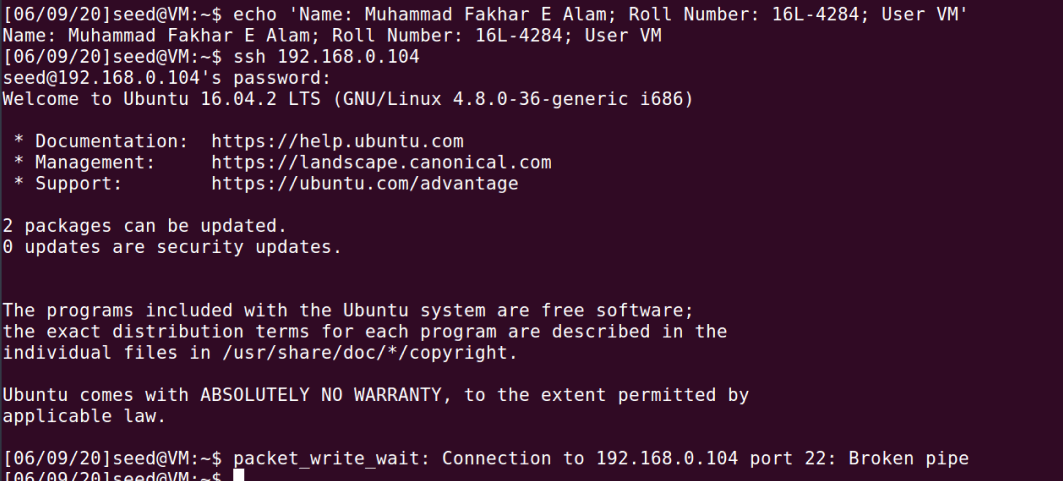 [06/09/20]seed@VM:~$ echo 'Name: Muhammad Fakhar E Alam; Roll Number: 16L-4284; User VM'
Name: Muhammad Fakhar E Alam; Roll Number: 16L-4284; User VM
[06/09/20]seed@VM:~$ ssh 192.168.0.104
seed@192.168.0.104's password:
Welcome to Ubuntu 16.04.2 LTS (GNU/Linux 4.8.0-36-generic i686)
* Documentation:  https://help.ubuntu.com
* Management:     https://landscape.canonical.com
* Support:        https://ubuntu.com/advantage
2 packages can be updated.
0 updates are security updates.
The programs included with the Ubuntu system are free software;
the exact distribution terms for each program are described in the
individual files in /usr/share/doc/*/copyright.
Ubuntu comes with ABSOLUTELY NO WARRANTY, to the extent permitted by
applicable law.
[06/09/20]seed@VM:~$ packet_write_wait: Connection to 192.168.0.104 port 22: Broken pipe
[06/09/20]seed@VM:~$